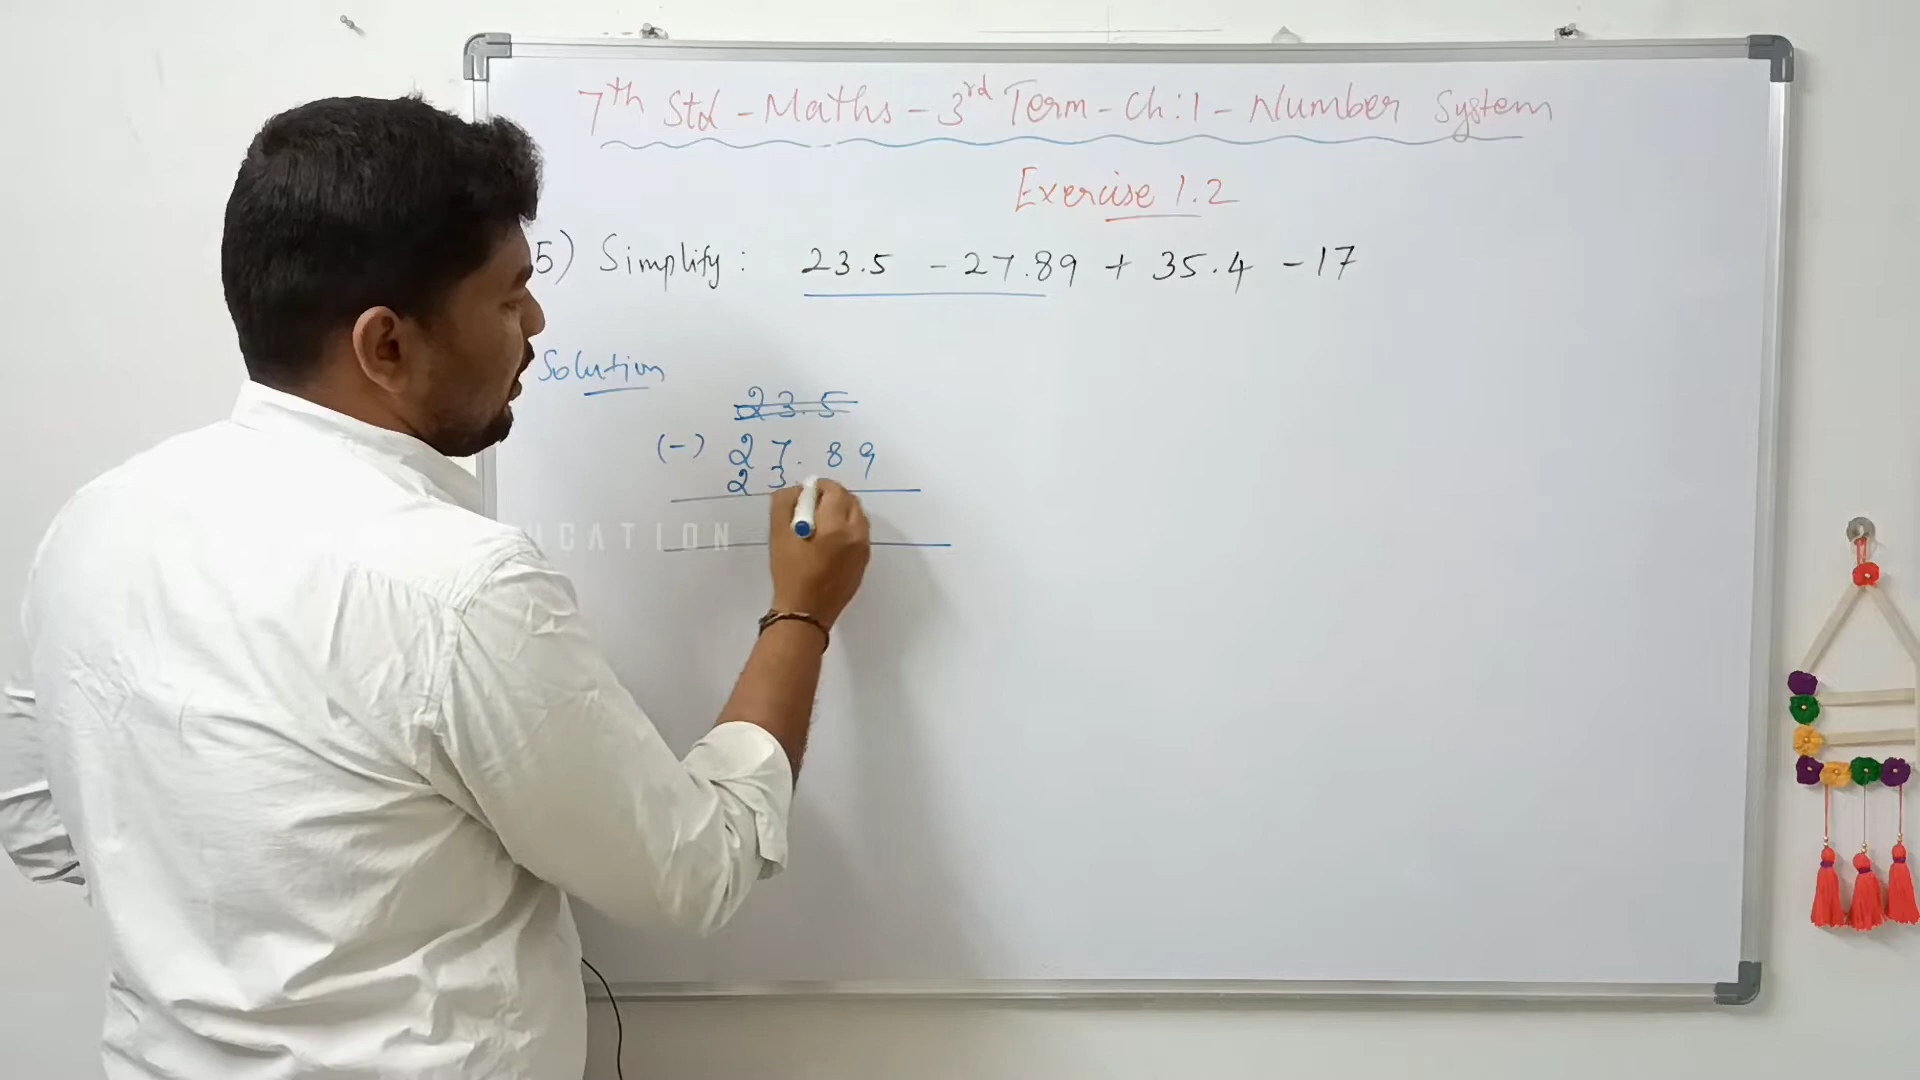 7th Std - Maths - 3rd Term - Ch:1 - Number System
Exercise 1.2
5) Simplify: 23.5 - 27.89 + 35.4 - 17
Solution
23.5
(-) 27.89
23